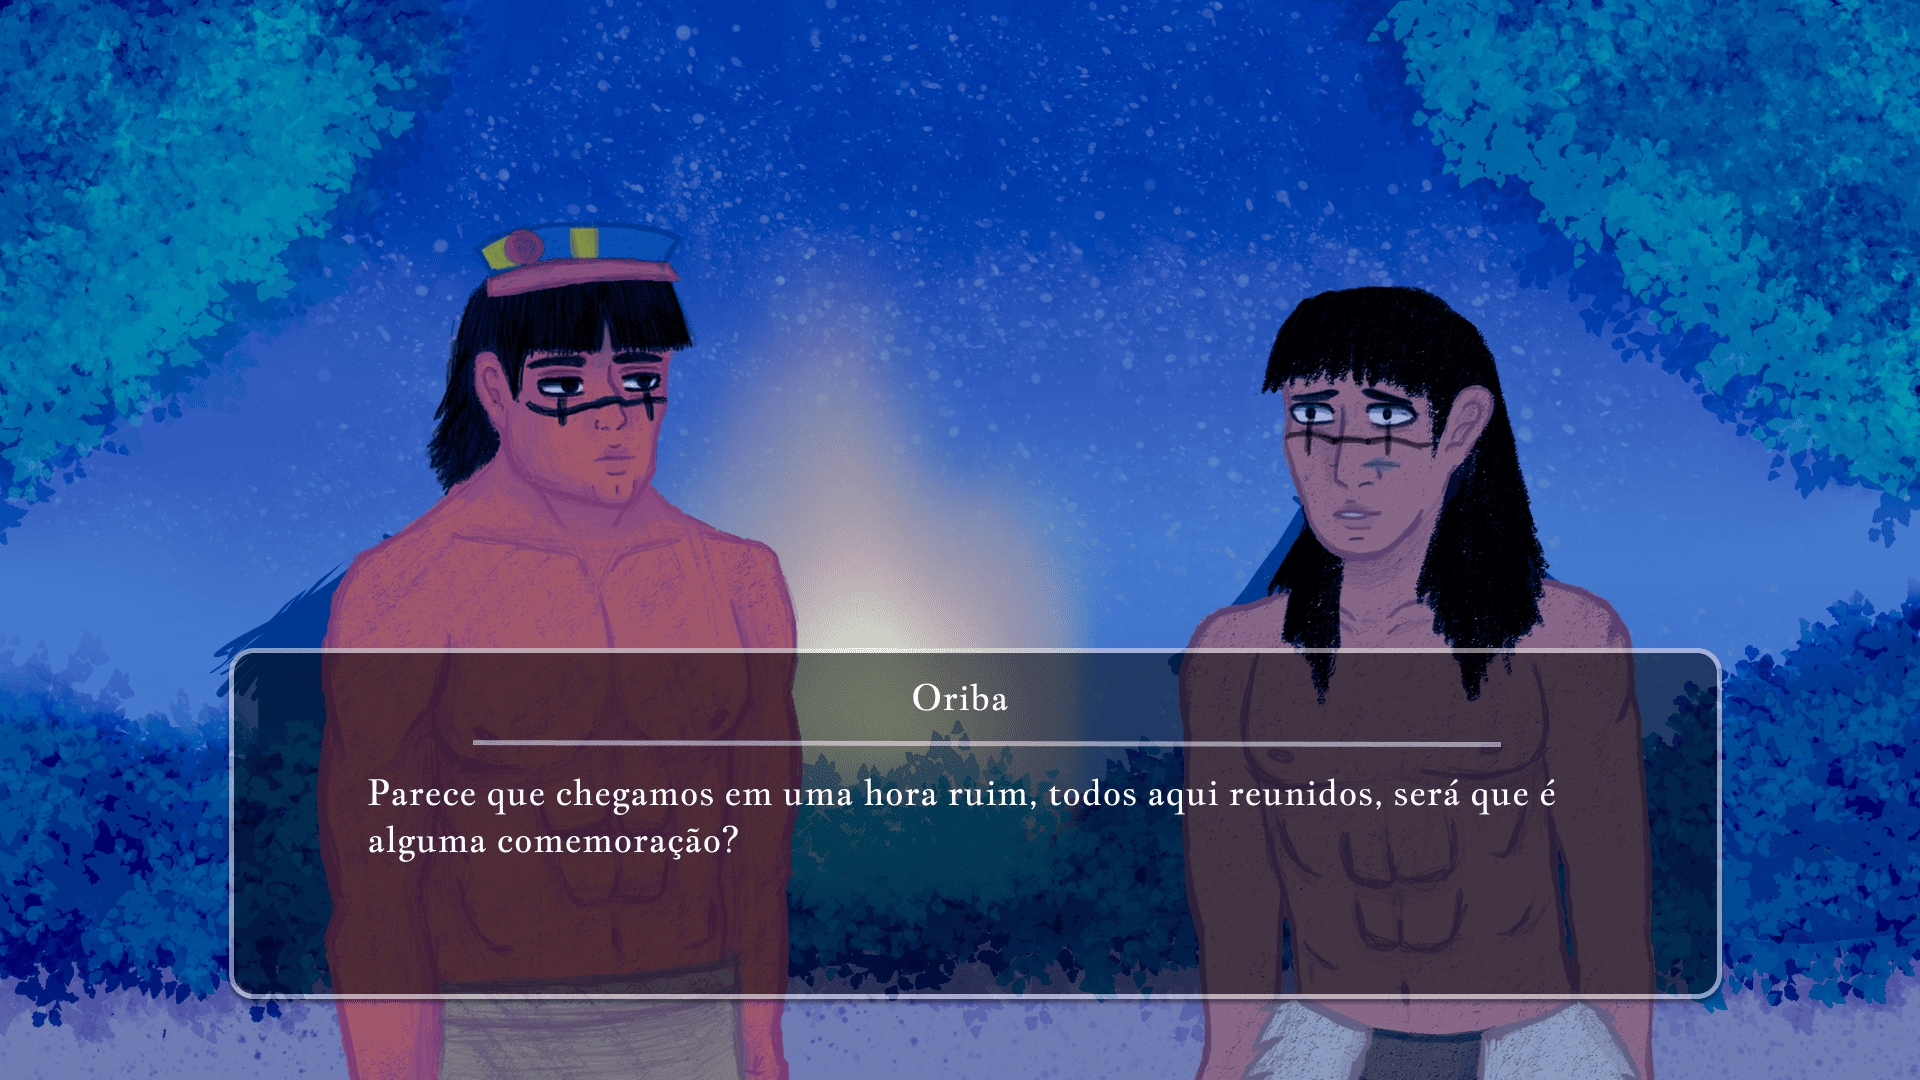 Oriba
Parece que chegamos em uma hora ruim, todos aqui reunidos, será que é
alguma comemoração?